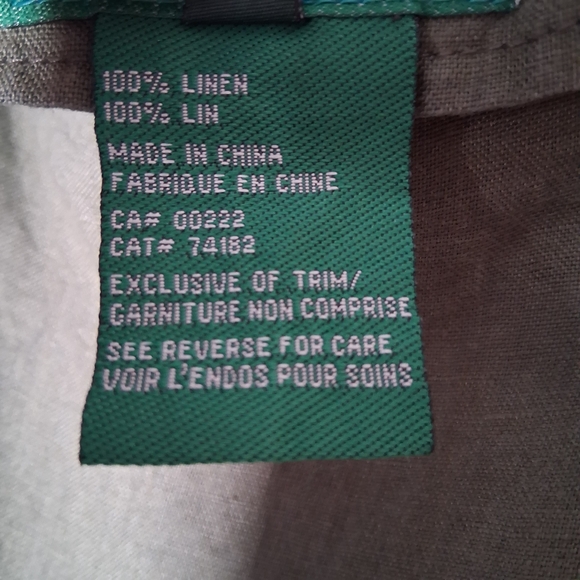 100% LINEN
100% LIN
MADE IN CHINA
FABRIQUE EN CHINE
CA# 00222
CAT# 74182
EXCLUSIVE OF TRIM/
GARNITURE NON COMPRISE
SEE REVERSE FOR CARE
VOIR L'ENDOS POUR SOINS